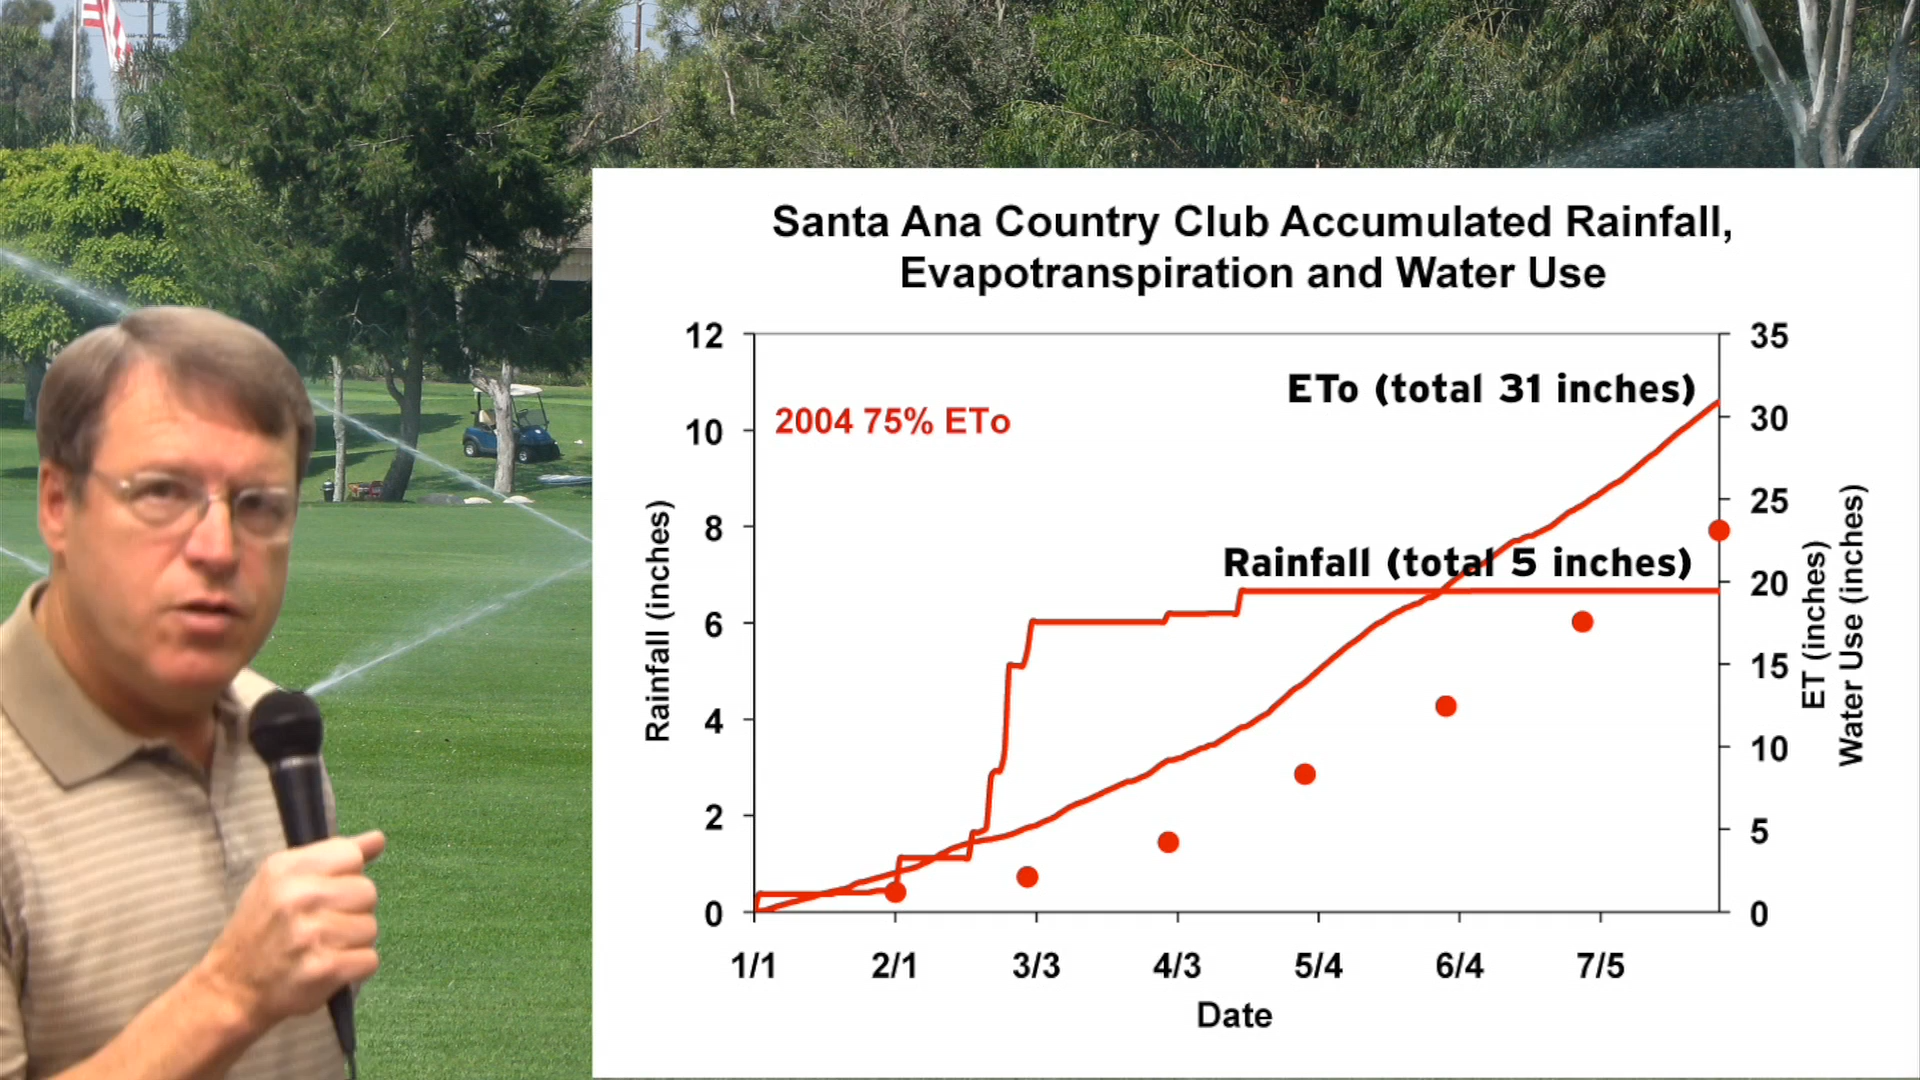 Santa Ana Country Club Accumulated Rainfall,
Evapotranspiration and Water Use
12
10
8
6
4
2
0
Rainfall (inches)
2004 75% ETo
ETo (total 31 inches)
Rainfall (total 5 inches)
35
30
25
20
15
10
5
0
ET (inches)
Water Use (inches)
1/1 2/1 3/3 4/3 5/4 6/4 7/5
Date